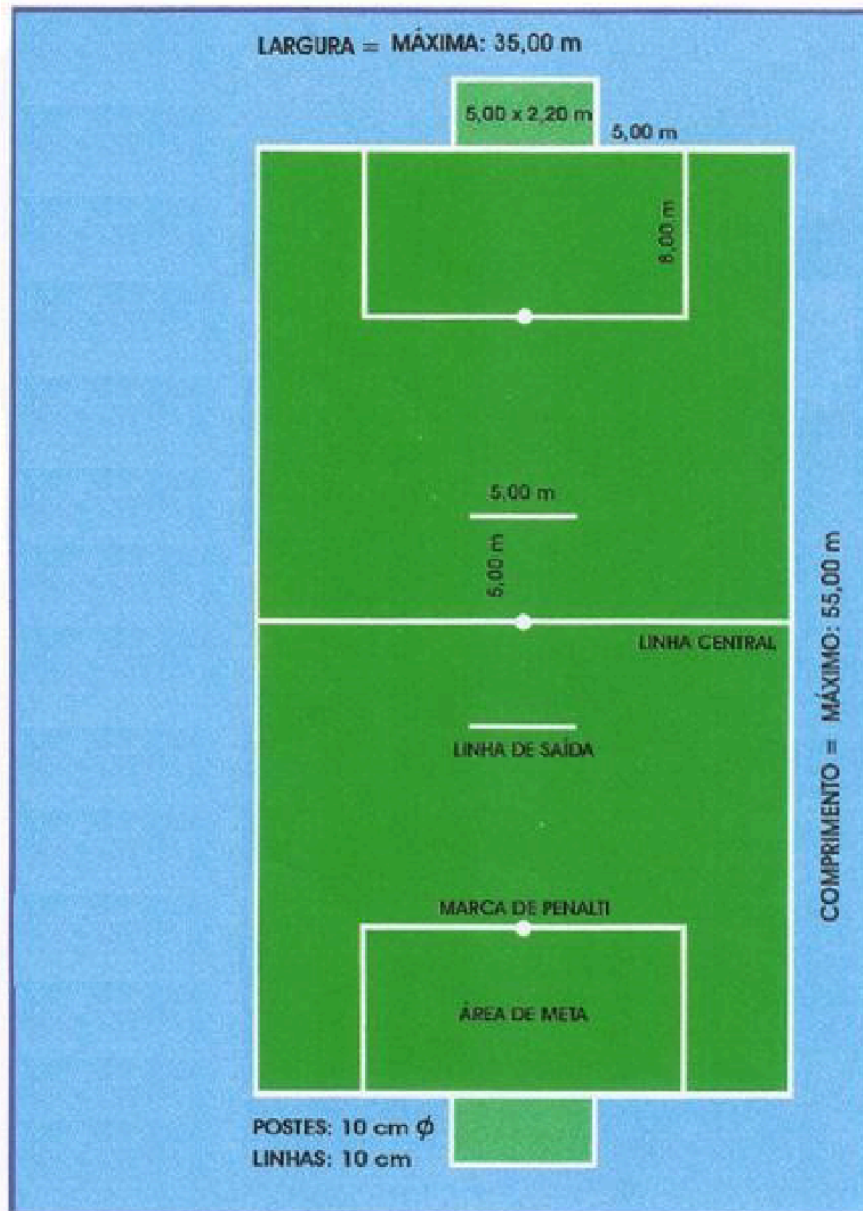 LARGURA = MÁXIMA: 35,00 m
5,00 x 2,20 m
5,00 m
8,00 m
5,00 m
5,00 m
LINHA CENTRAL
COMPRIMENTO = MÁXIMO: 55,00 m
LINHA DE SAÍDA
MARCA DE PENALTI
ÁREA DE META
POSTES: 10 cm ϕ
LINHAS: 10 cm